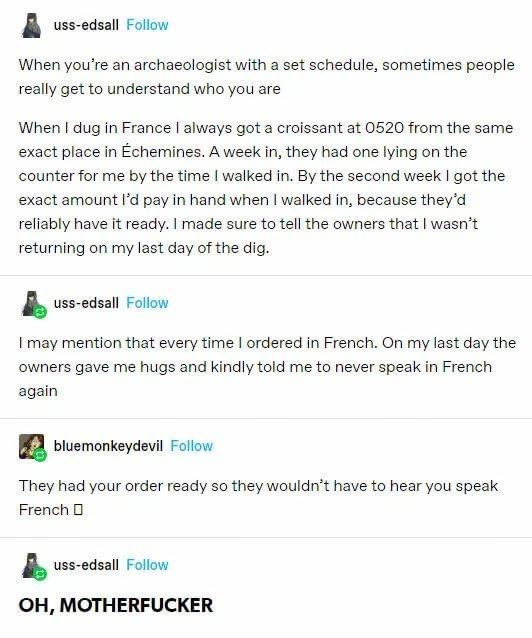 uss-edsall Follow
When you're an archaeologist with a set schedule, sometimes people
really get to understand who you are
When I dug in France I always got a croissant at 0520 from the same
exact place in Échemines. A week in, they had one lying on the
counter for me by the time I walked in. By the second week I got the
exact amount I'd pay in hand when I walked in, because they'd
reliably have it ready. I made sure to tell the owners that I wasn't
returning on my last day of the dig.
uss-edsall Follow
I may mention that every time I ordered in French. On my last day the
owners gave me hugs and kindly told me to never speak in French
again
bluemonkeydevil Follow
They had your order ready so they wouldn't have to hear you speak
French ▯
uss-edsall Follow
OH, MOTHERFUCKER